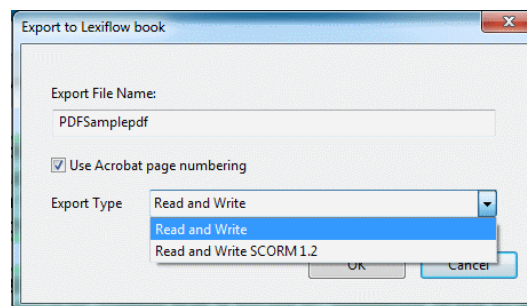 Export to Lexiflow book
Export File Name:
PDFSamplepdf
Use Acrobat page numbering
Export Type Read and Write
Read and Write
Read and Write SCORM 1.2
OK Cancel